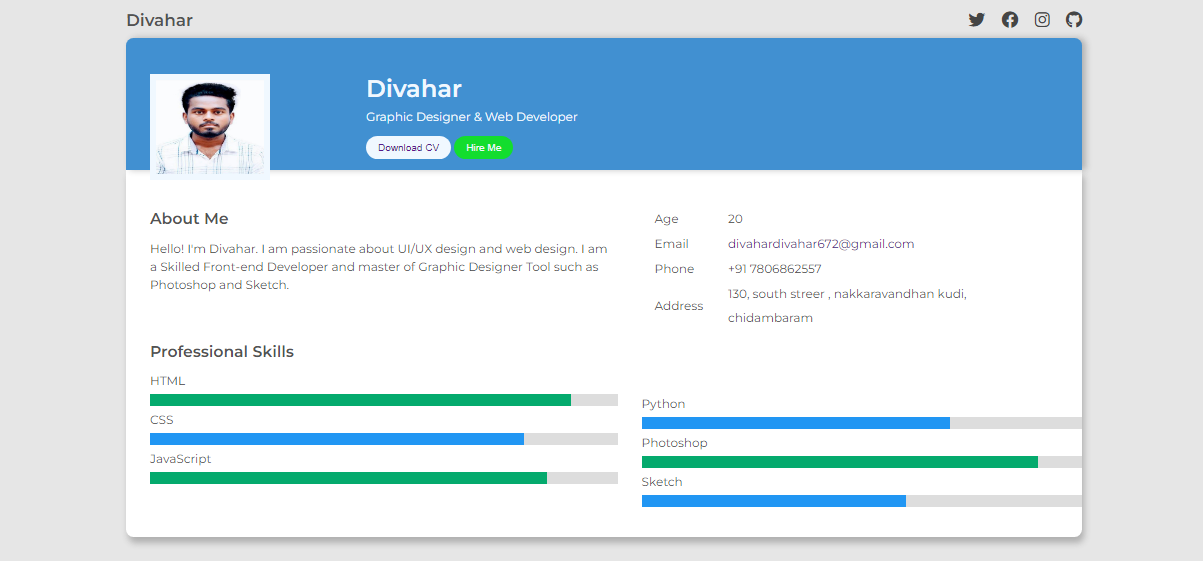 Divahar
Divahar
Graphic Designer & Web Developer
Download CV
Hire Me
About Me
Hello! I'm Divahar. I am passionate about UI/UX design and web design. I am
a Skilled Front-end Developer and master of Graphic Designer Tool such as
Photoshop and Sketch.
Age 20
Email divahardivahar672@gmail.com
Phone +91 7806862557
Address 130, south streer , nakkaravandhan kudi,
chidambaram
Professional Skills
HTML
CSS
JavaScript
Python
Photoshop
Sketch